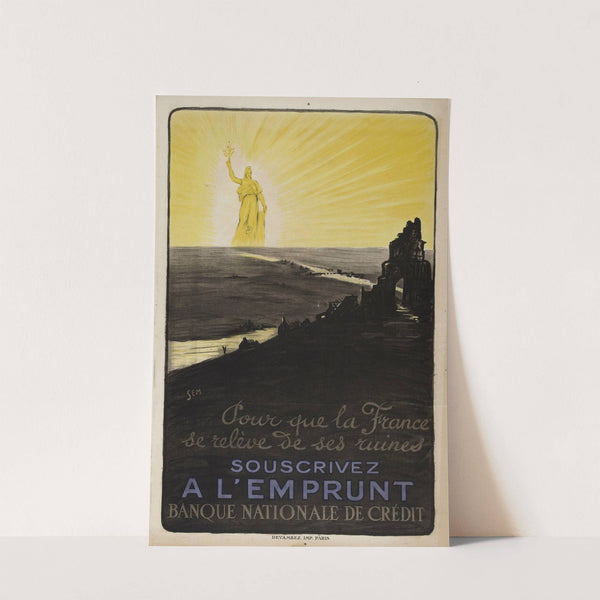 SEM
Pour que la France
se relève de ses ruines
SOUSCRIVEZ
A L'EMPRUNT
BANQUE NATIONALE DE CRÉDIT
DEVAMBEZ IMP. PARIS